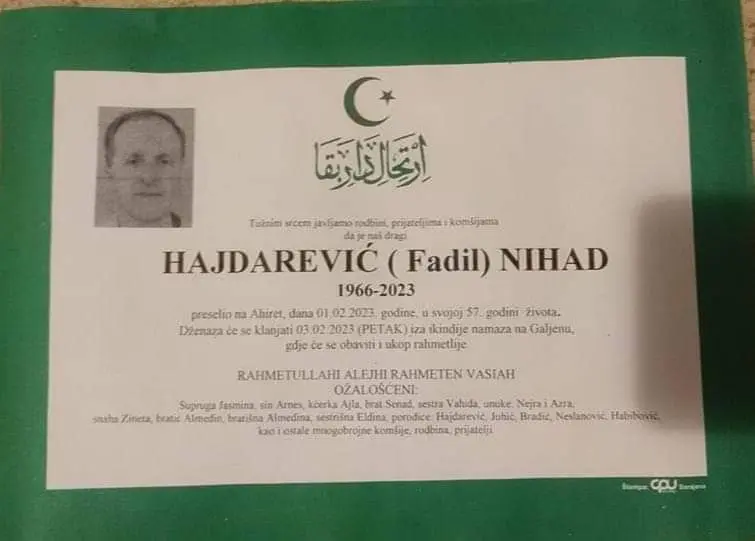 ارتحال دار بقا
Tužnim srcem javljamo rodbini, prijateljima i komšijama
da je naš dragi
HAJDAREVIĆ ( Fadil) NIHAD
1966-2023
preselio na Ahiret, dana 01.02.2023. godine, u svojoj 57. godini života.
Dženaza će se klanjati 03.02.2023 (PETAK) iza ikindije namaza na Galjenu,
gdje će se obaviti i ukop rahmetlije.
RAHMETULLAHI ALEJHI RAHMETEN VASIAH
OŽALOŠĆENI:
Supruga Jasmina, sin Arnes, kćerka Ajla, brat Senad, sestra Vahida, unuke: Nejra i Azra,
snaha Zineta, bratić Almedin, bratišna Almedina, sestrišna Eldina, porodice: Hajdarević, Juhić, Bradić, Neslanović, Habibović,
kao i ostale mnogobrojne komšije, rodbina, prijatelji.
Štampa: CPU Sarajevo